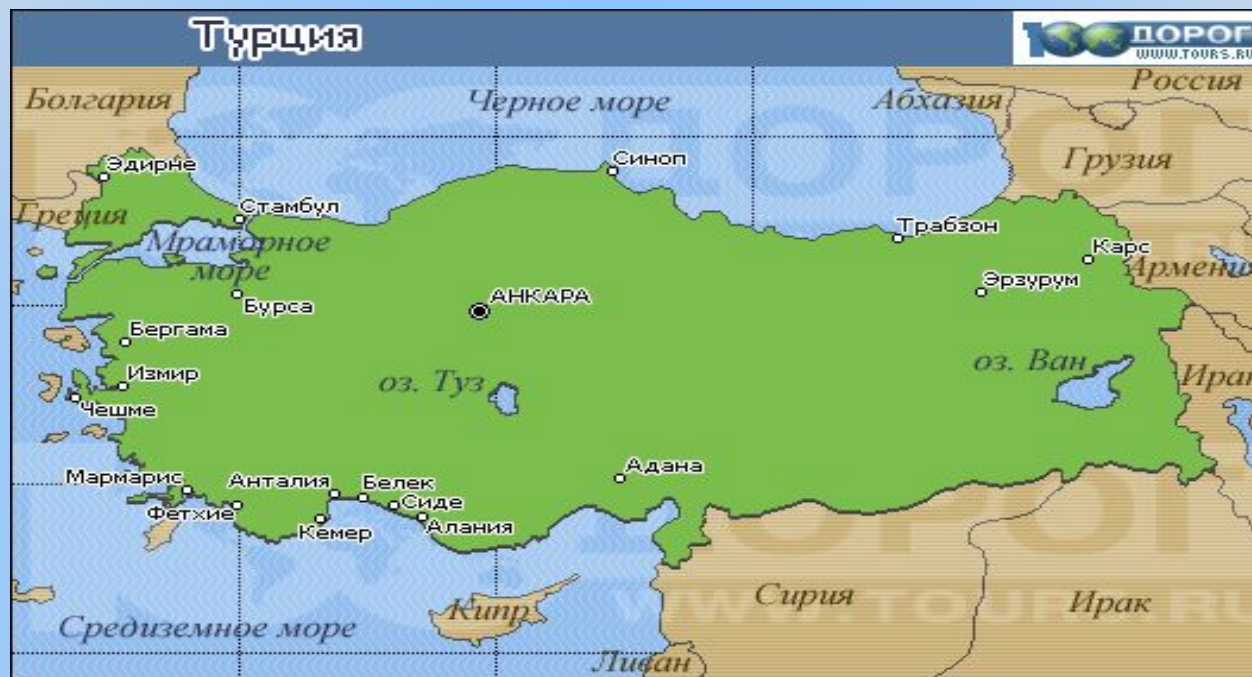 Турция
100 ДОРОГ
WWW.TOURS.RU
Болгария
Черное море
Абхазия
Россия
Эдирне
Синоп
Грузия
Греция
Стамбул
Мраморное
море
Трабзон
Карс
Армения
Бурса
АНКАРА
Эрзурум
Бергама
Измир
оз. Туз
оз. Ван
Иран
Чешме
Мармарис
Анталия
Белек
Адана
Фетхие
Сиде
Кемер
Алания
Кипр
Сирия
Ирак
Средиземное море
Ливан